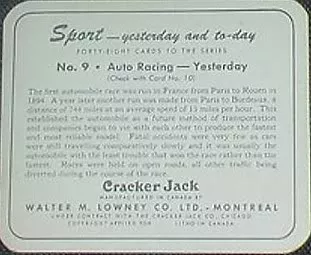 Sport — yesterday and to-day
FORTY-EIGHT CARDS TO THE SERIES
No. 9 • Auto Racing — Yesterday
(Check with Card No. 10)
The first automobile race was run in France from Paris to Rouen in
1894. A year later another run was made from Paris to Bordeaux, a
distance of 744 miles at an average speed of 15 miles per hour. This
established the automobile as a future method of transportation
and companies began to vie with each other to produce the fastest
and most reliable model. Fatal accidents were very few as cars
were still travelling comparatively slowly and it was usually the
automobile with the least trouble that won the race rather than the
fastest. Meets were held on open roads, all other traffic being
diverted during the course of the race.
Cracker Jack
MANUFACTURED IN CANADA BY
WALTER M. LOWNEY CO. LTD. - MONTREAL
UNDER CONTRACT WITH THE CRACKER JACK CO., CHICAGO
COPYRIGHT APPLIED FOR LITHO IN CANADA